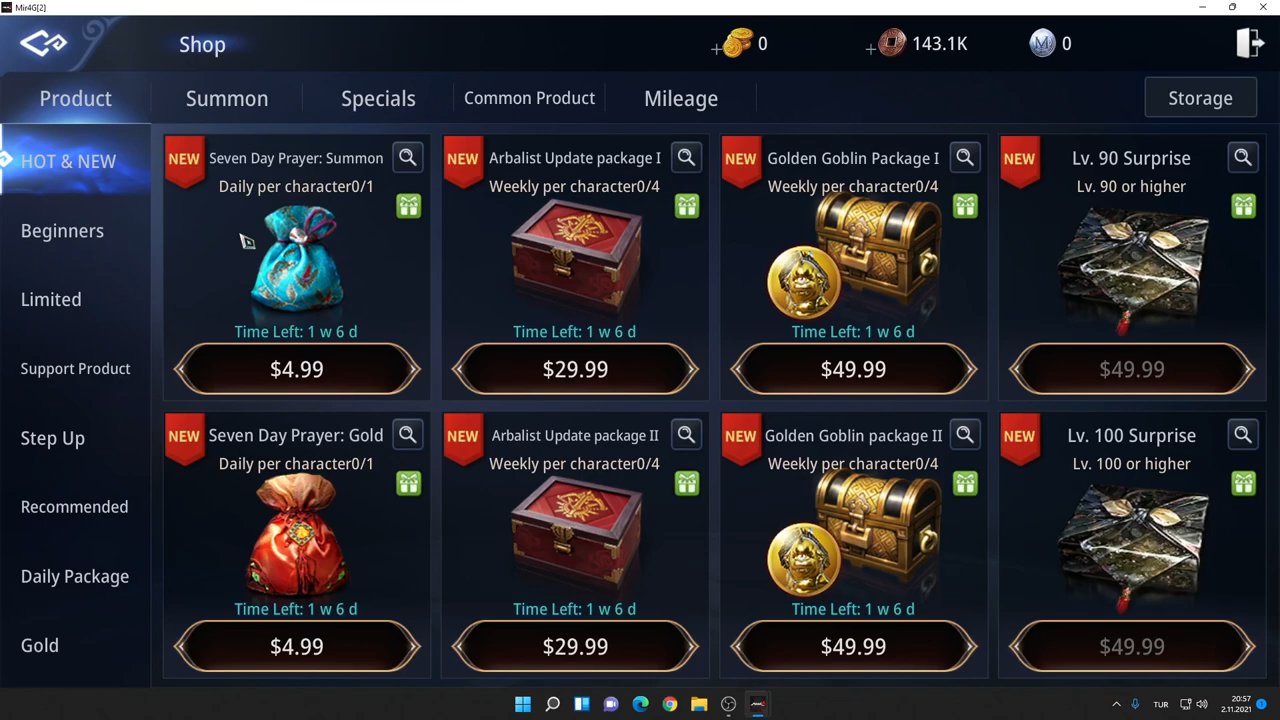 Mir4G[2]
Shop
0
143.1K
M 0
Product
Summon
Specials
Common Product
Mileage
Storage
HOT & NEW
Beginners
Limited
Support Product
Step Up
Recommended
Daily Package
Gold
NEW
Seven Day Prayer: Summon
Daily per character0/1
Time Left: 1 w 6 d
$4.99
NEW
Arbalist Update package I
Weekly per character0/4
Time Left: 1 w 6 d
$29.99
NEW
Golden Goblin Package I
Weekly per character0/4
Time Left: 1 w 6 d
$49.99
NEW
Lv. 90 Surprise
Lv. 90 or higher
$49.99
NEW
Seven Day Prayer: Gold
Daily per character0/1
Time Left: 1 w 6 d
$4.99
NEW
Arbalist Update package II
Weekly per character0/4
Time Left: 1 w 6 d
$29.99
NEW
Golden Goblin package II
Weekly per character0/4
Time Left: 1 w 6 d
$49.99
NEW
Lv. 100 Surprise
Lv. 100 or higher
$49.99
TUR
20:57
2.11.2021
1